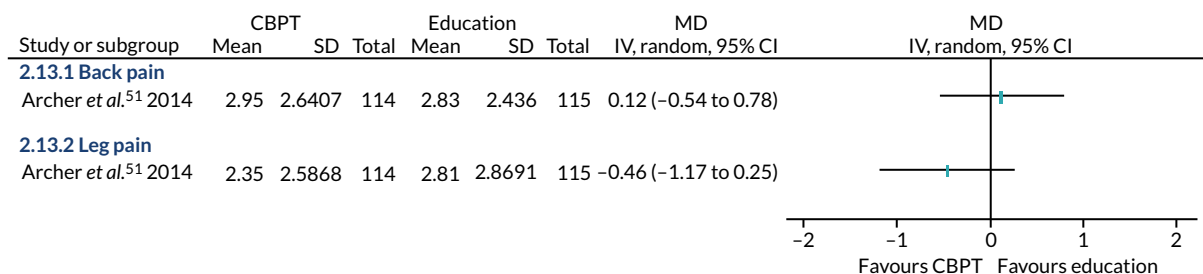 CBPT Education MD MD
Study or subgroup Mean SD Total Mean SD Total IV, random, 95% CI IV, random, 95% CI
2.13.1 Back pain
Archer et al.51 2014 2.95 2.6407 114 2.83 2.436 115 0.12 (–0.54 to 0.78)
2.13.2 Leg pain
Archer et al.51 2014 2.35 2.5868 114 2.81 2.8691 115 –0.46 (–1.17 to 0.25)
–2 –1 0 1 2
Favours CBPT Favours education